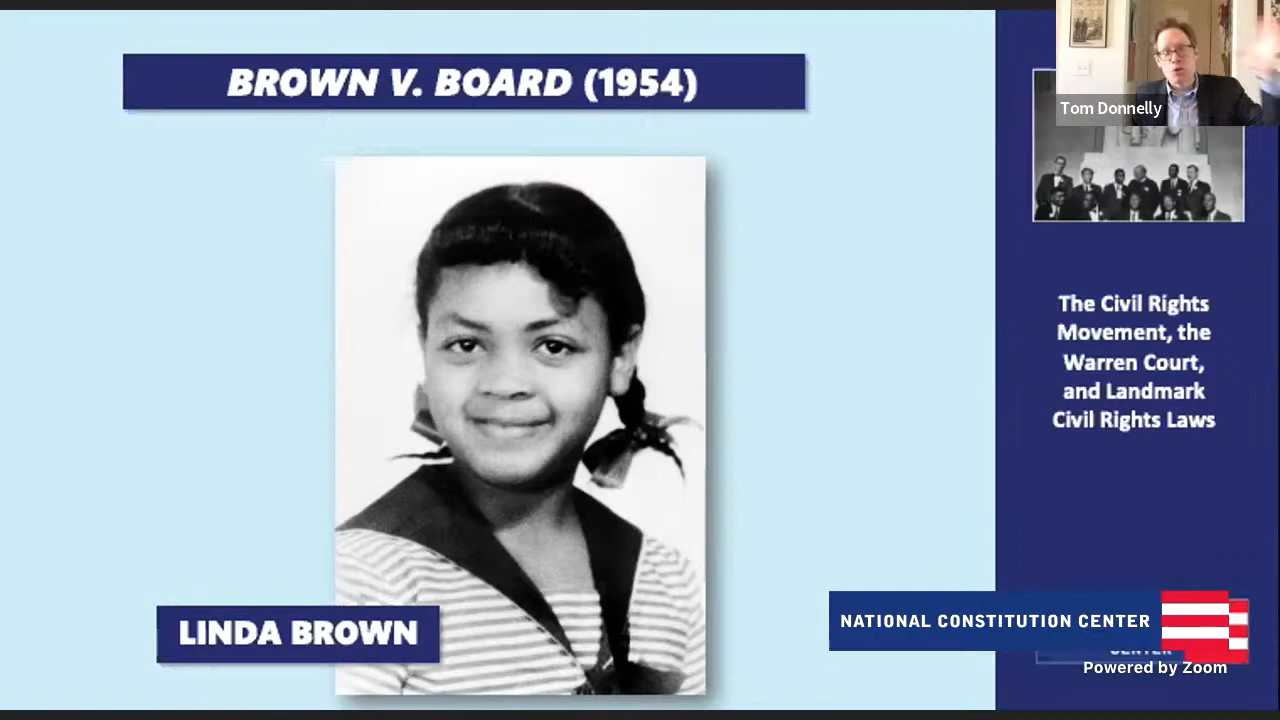 BROWN V. BOARD (1954)
Tom Donnelly
The Civil Rights
Movement, the
Warren Court,
and Landmark
Civil Rights Laws
LINDA BROWN
NATIONAL CONSTITUTION CENTER
CENTER
Powered by Zoom